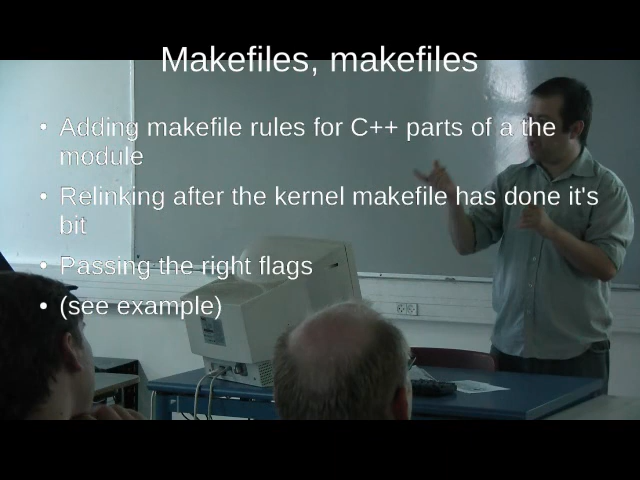 Makefiles, makefiles
• Adding makefile rules for C++ parts of a the
module
• Relinking after the kernel makefile has done it's
bit
• Passing the right flags
• (see example)